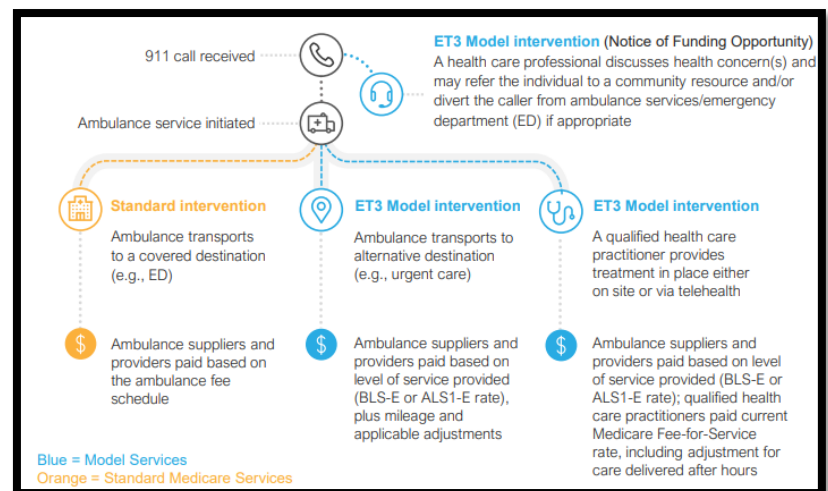 911 call received
ET3 Model intervention (Notice of Funding Opportunity)
A health care professional discusses health concern(s) and
may refer the individual to a community resource and/or
divert the caller from ambulance services/emergency
department (ED) if appropriate
Ambulance service initiated
Standard intervention
Ambulance transports
to a covered destination
(e.g., ED)
$
Ambulance suppliers and
providers paid based on
the ambulance fee
schedule
ET3 Model intervention
Ambulance transports to
alternative destination
(e.g., urgent care)
$
Ambulance suppliers and
providers paid based on
level of service provided
(BLS-E or ALS1-E rate),
plus mileage and
applicable adjustments
ET3 Model intervention
A qualified health care
practitioner provides
treatment in place either
on site or via telehealth
$
Ambulance suppliers and
providers paid based on level
of service provided (BLS-E or
ALS1-E rate); qualified health
care practitioners paid current
Medicare Fee-for-Service
rate, including adjustment for
care delivered after hours
Blue = Model Services
Orange = Standard Medicare Services